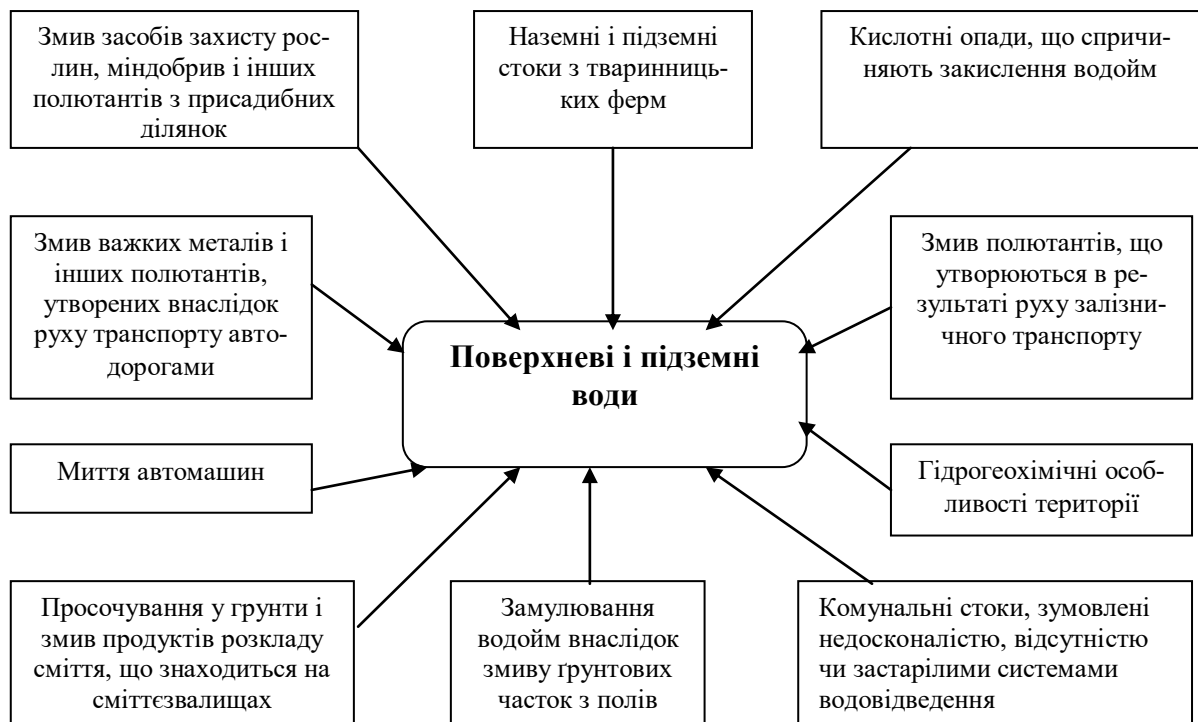 Змив засобів захисту рос-
лин, міндобрив і інших
полютантів з присадибних
ділянок
Наземні і підземні
стоки з тваринниць-
ких ферм
Кислотні опади, що спричи-
няють закислення водойм
Змив важких металів і
інших полютантів,
утворених внаслідок
руху транспорту авто-
дорогами
Поверхневі і підземні
води
Змив полютантів, що
утворюються в ре-
зультаті руху залізни-
чного транспорту
Миття автомашин
Гідрогеохімічні особ-
ливості території
Просочування у грунти і
змив продуктів розкладу
сміття, що знаходиться на
сміттєзвалищах
Замулювання
водойм внаслідок
змиву ґрунтових
часток з полів
Комунальні стоки, зумовлені
недосконалістю, відсутністю
чи застарілими системами
водовідведення